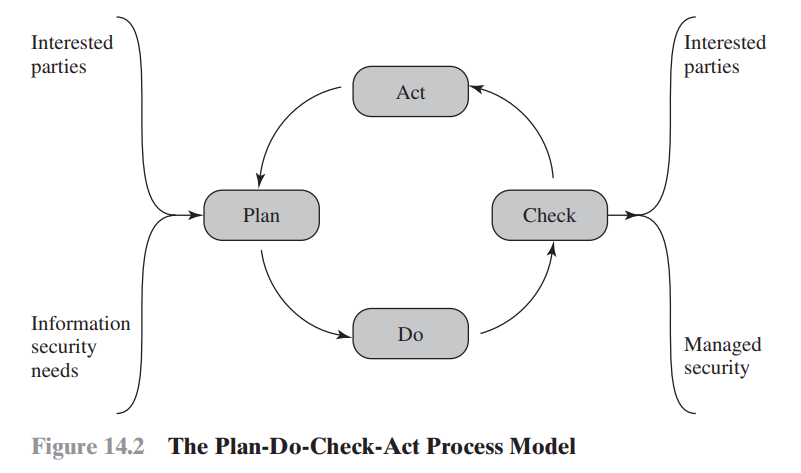 Interested
parties
Interested
parties
Act
Plan
Check
Do
Information
security
needs
Managed
security
Figure 14.2 The Plan-Do-Check-Act Process Model